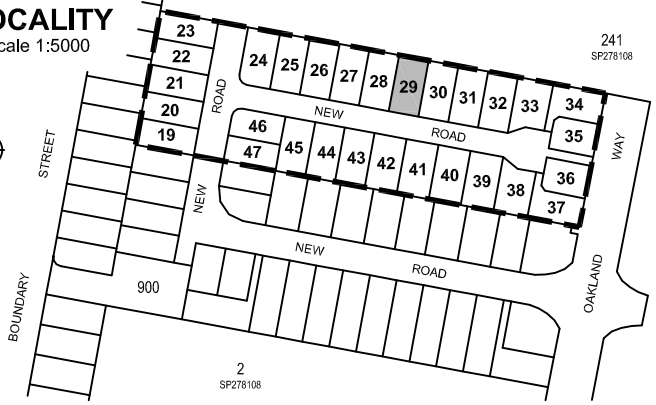 OCALITY
cale 1:5000
241
SP278108
23
22
21
20
19
ROAD
24
25
26
27
28
29
30
31
32
33
34
35
NEW
ROAD
46
47
45
44
43
42
41
40
39
38
36
37
WAY
STREET
NEW
NEW
ROAD
OAKLAND
BOUNDARY
900
2
SP278108